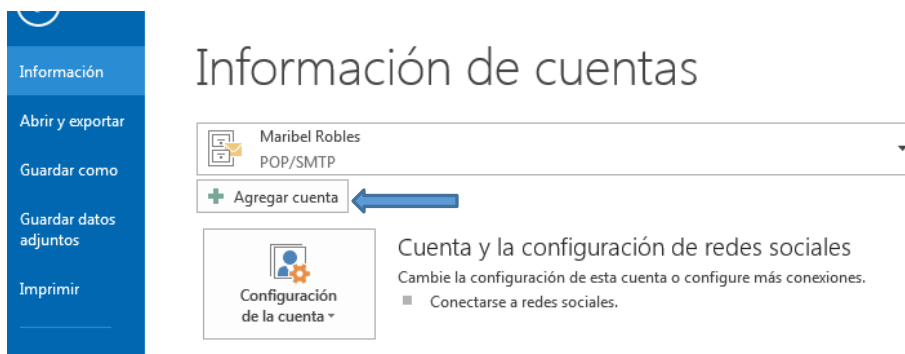 Información
Abrir y exportar
Guardar como
Guardar datos
adjuntos
Imprimir
Información de cuentas
Maribel Robles
POP/SMTP
Agregar cuenta
Configuración
de la cuenta
Cuenta y la configuración de redes sociales
Cambie la configuración de esta cuenta o configure más conexiones.
Conectarse a redes sociales.